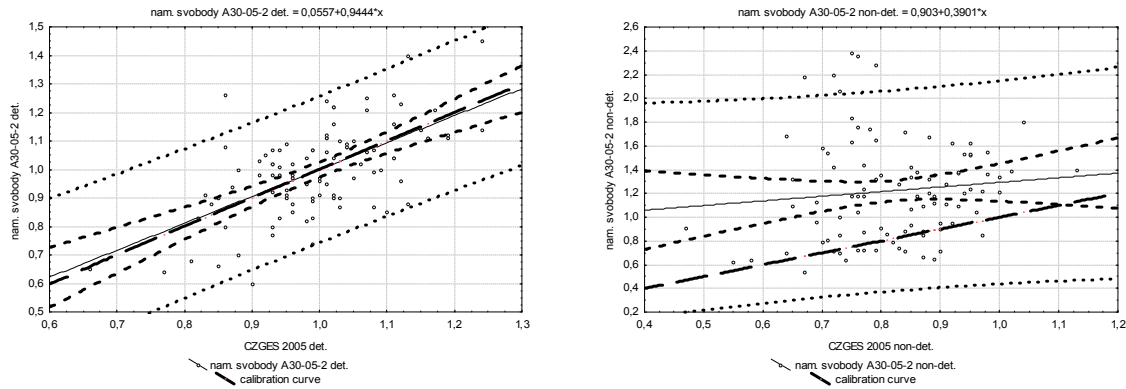 nam. svobody A30-05-2 det. = 0,0557+0,9444*x
1,5
1,4
1,3
1,2
1,1
1,0
0,9
0,8
0,7
0,6
0,5
nam. svobody A30-05-2 det.
0,6 0,7 0,8 0,9 1,0 1,1 1,2 1,3
CZGES 2005 det.
nam. svobody A30-05-2 det.
calibration curve
nam. svobody A30-05-2 non-det. = 0,903+0,3901*x
2,6
2,4
2,2
2,0
1,8
1,6
1,4
1,2
1,0
0,8
0,6
0,4
0,2
nam. svobody A30-05-2 non-det.
0,4 0,5 0,6 0,7 0,8 0,9 1,0 1,1 1,2
CZGES 2005 non-det.
nam. svobody A30-05-2 non-det.
calibration curve